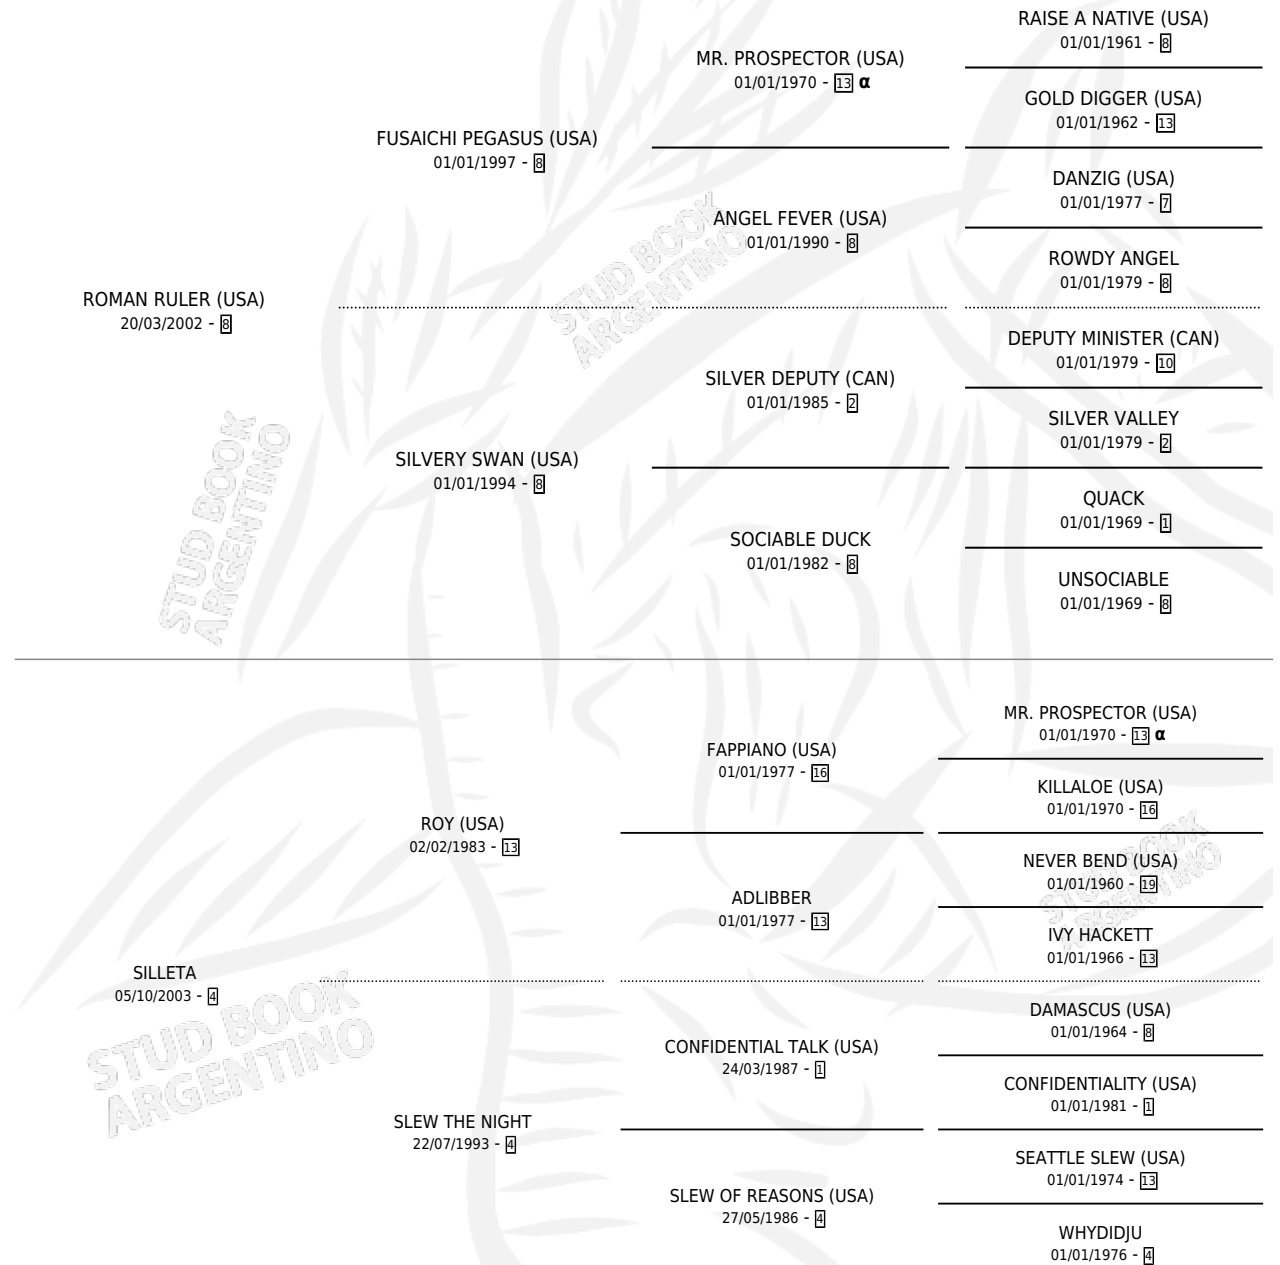 RAISE A NATIVE (USA)
01/01/1961 - 8
MR. PROSPECTOR (USA)
01/01/1970 - 13 α
GOLD DIGGER (USA)
01/01/1962 - 13
FUSAICHI PEGASUS (USA)
01/01/1997 - 8
DANZIG (USA)
01/01/1977 - 7
ANGEL FEVER (USA)
01/01/1990 - 8
ROWDY ANGEL
01/01/1979 - 8
ROMAN RULER (USA)
20/03/2002 - 8
DEPUTY MINISTER (CAN)
01/01/1979 - 10
SILVER DEPUTY (CAN)
01/01/1985 - 2
SILVER VALLEY
01/01/1979 - 2
SILVERY SWAN (USA)
01/01/1994 - 8
QUACK
01/01/1969 - 1
SOCIABLE DUCK
01/01/1982 - 8
UNSOCIABLE
01/01/1969 - 8
MR. PROSPECTOR (USA)
01/01/1970 - 13 α
FAPPIANO (USA)
01/01/1977 - 16
KILLALOE (USA)
01/01/1970 - 16
ROY (USA)
02/02/1983 - 13
NEVER BEND (USA)
01/01/1960 - 19
ADLIBBER
01/01/1977 - 13
IVY HACKETT
01/01/1966 - 13
SILLETA
05/10/2003 - 4
DAMASCUS (USA)
01/01/1964 - 8
CONFIDENTIAL TALK (USA)
24/03/1987 - 1
CONFIDENTIALITY (USA)
01/01/1981 - 1
SLEW THE NIGHT
22/07/1993 - 4
SEATTLE SLEW (USA)
01/01/1974 - 13
SLEW OF REASONS (USA)
27/05/1986 - 4
WHYDIDJU
01/01/1976 - 4
STUD BOOK
ARGENTINO
STUD BOOK
ARGENTINO
STUD BOOK
ARGENTINO
STUD BOOK
ARGENTINO